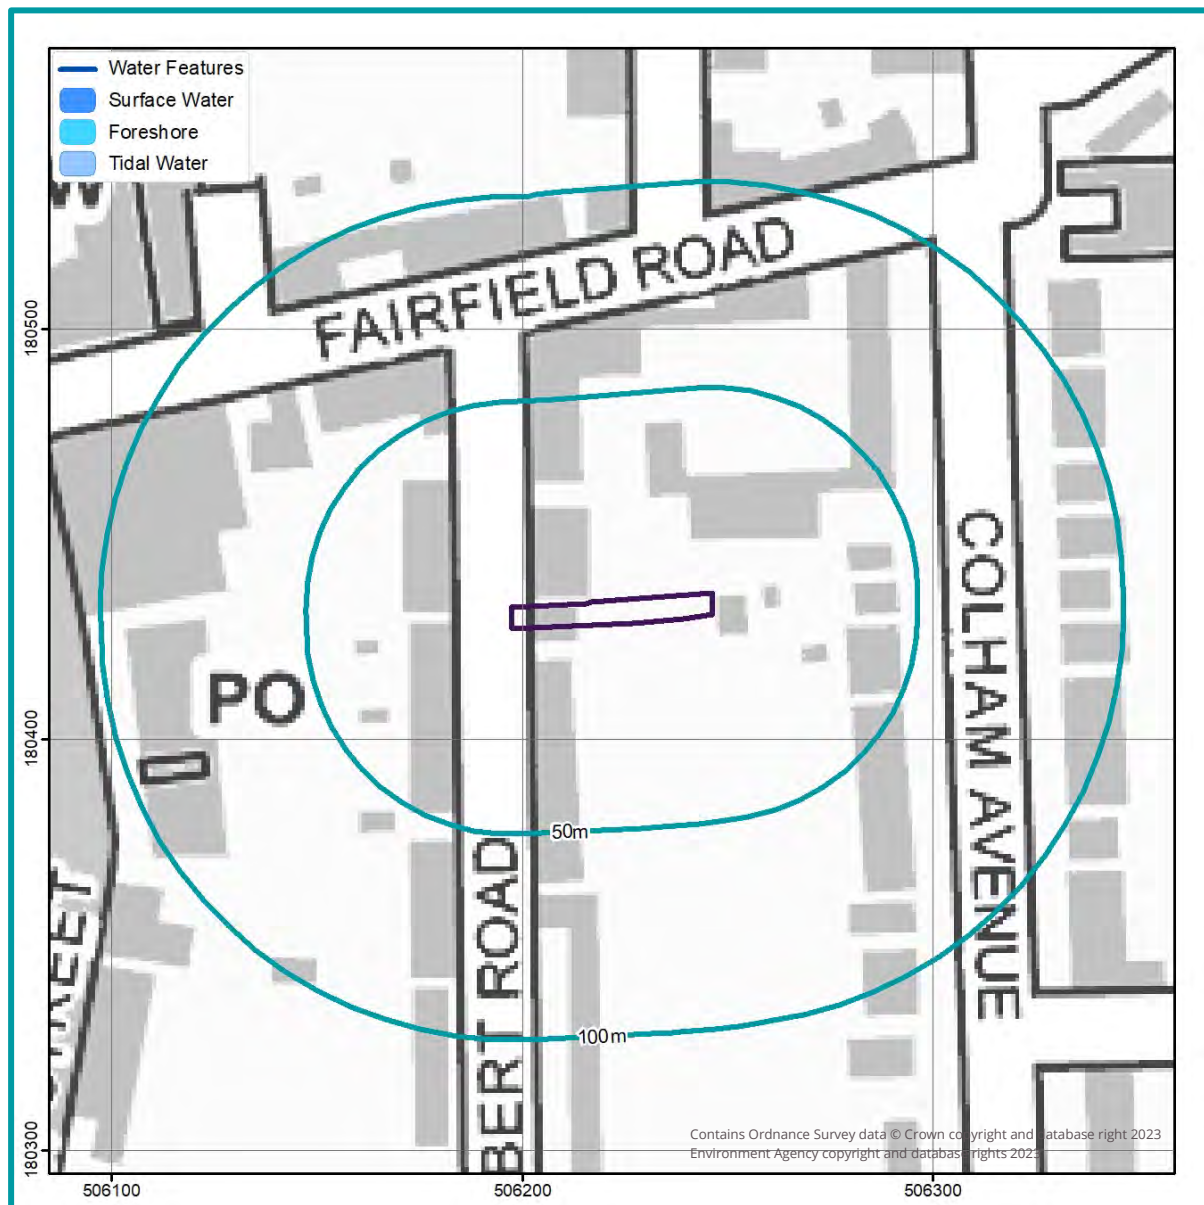 Water Features
Surface Water
Foreshore
Tidal Water
FAIRFIELD ROAD
180500
COLHAM AVENUE
PO
180400
50m
BERT ROAD
100m
Contains Ordnance Survey data © Crown copyright and database right 2023
Environment Agency copyright and database rights 2023
180300
506100
506200
506300